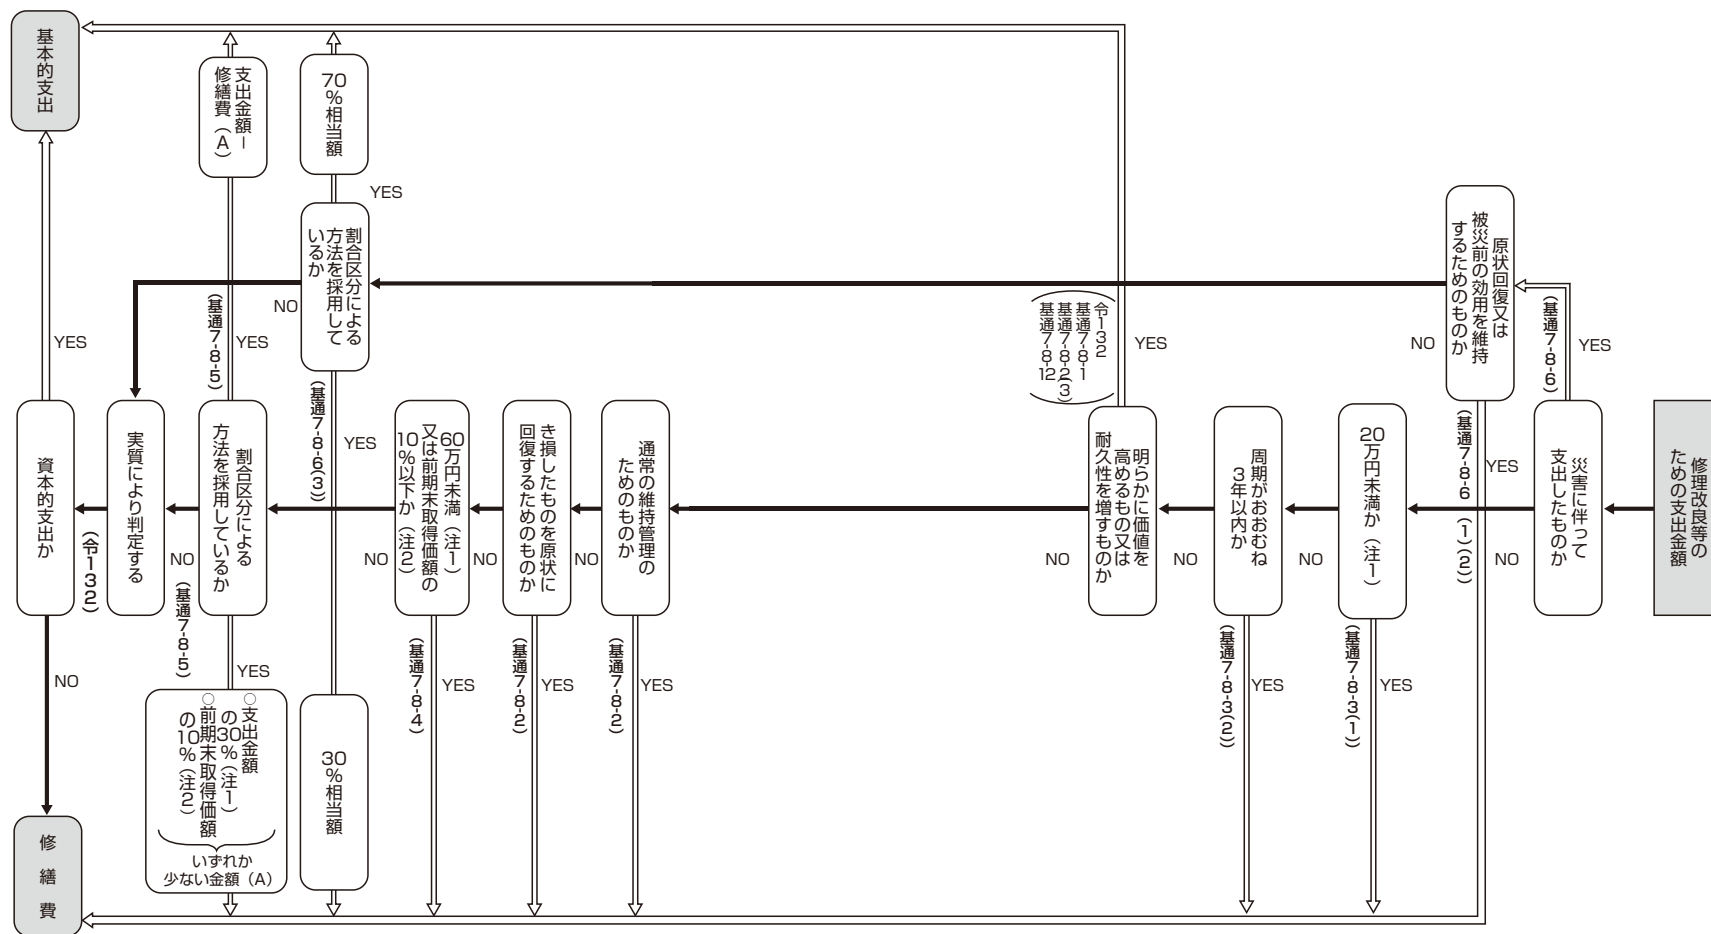 修理改良等の
ための支出金額
災害に伴って
支出したものか
YES
(基通7-8-6)
NO
原状回復又は
被災前の効用を維持
するためのものか
NO
YES
(基通7-8-6 (1)(2))
20万円未満か(注1)
NO
YES
(基通7-8-3(1))
周期がおおむね
3年以内か
NO
YES
(基通7-8-3(2))
明らかに価値を
高めるもの又は
耐久性を増すものか
YES
令132
基通7-8-1
基通7-8-2(3)
基通7-8-12
NO
通常の維持管理の
ためのものか
NO
YES
(基通7-8-2)
き損したものを原状に
回復するためのものか
NO
YES
(基通7-8-2)
60万円未満(注1)
又は前期末取得価額の
10%以下か(注2)
NO
YES
(基通7-8-4)
割合区分による
方法を採用して
いるか
YES
70%相当額
NO
YES
(基通7-8-6(3))
30%相当額
割合区分による
方法を採用しているか
YES
(基通7-8-5)
支出金額−
修繕費(A)
NO
(基通7-8-5)
YES
○支出金額
の30%(注1)
○前期末取得価額
の10%(注2)
いずれか
少ない金額(A)
実質により判定する
(令132)
資本的支出か
YES
基本的支出
NO
修繕費